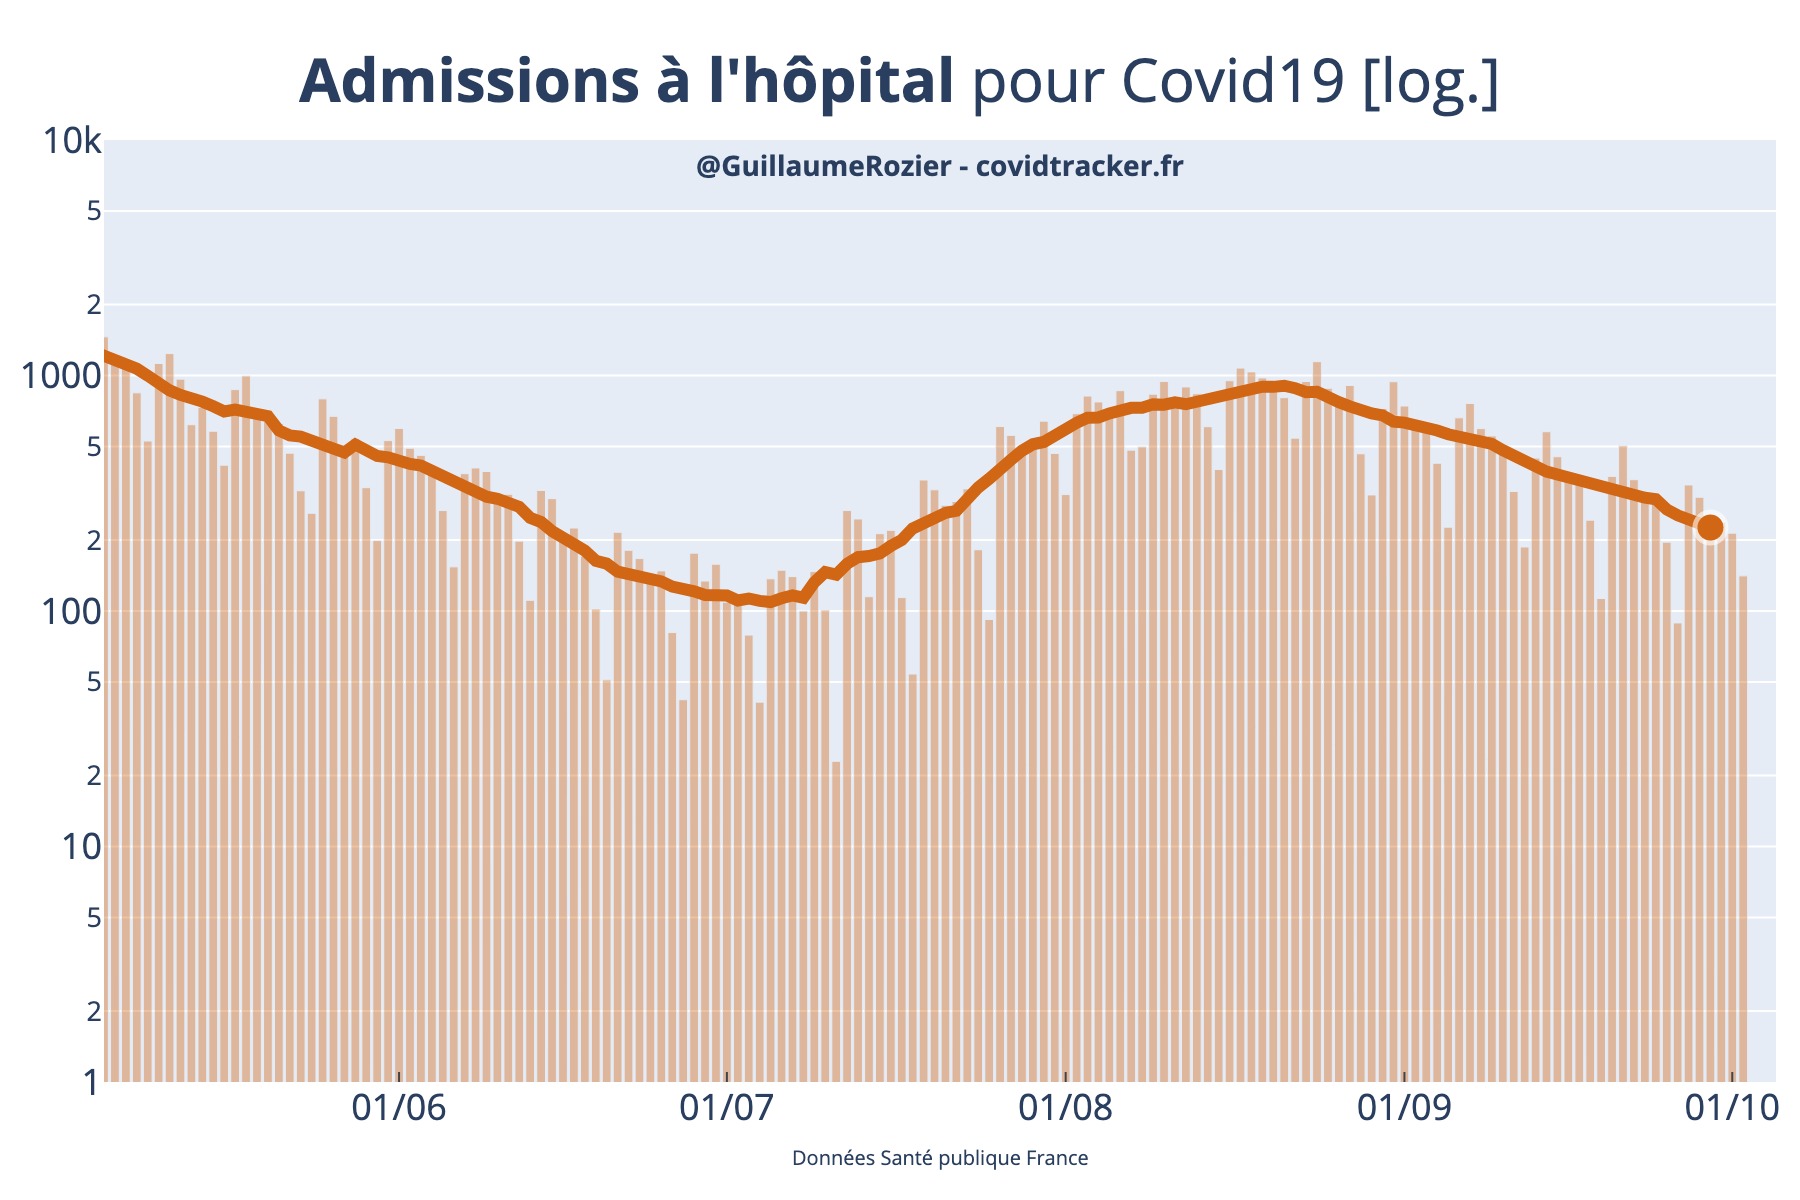 Admissions à l'hôpital pour Covid19 [log.]
@GuillaumeRozier - covidtracker.fr
10k
5
2
1000
5
2
100
5
2
10
5
2
1
01/06 01/07 01/08 01/09 01/10
Données Santé publique France